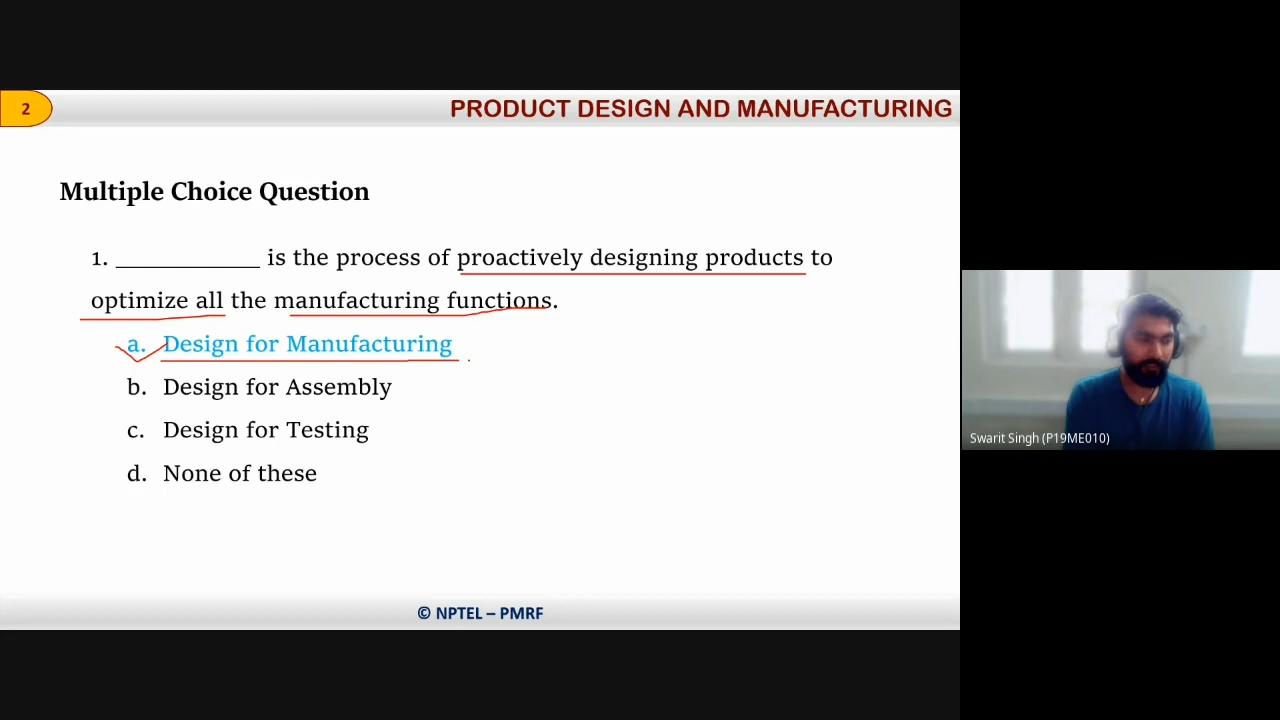 2
PRODUCT DESIGN AND MANUFACTURING
Multiple Choice Question
1. ____________ is the process of proactively designing products to
optimize all the manufacturing functions.
a. Design for Manufacturing
b. Design for Assembly
c. Design for Testing
d. None of these
© NPTEL – PMRF
Swarit Singh (P19ME010)